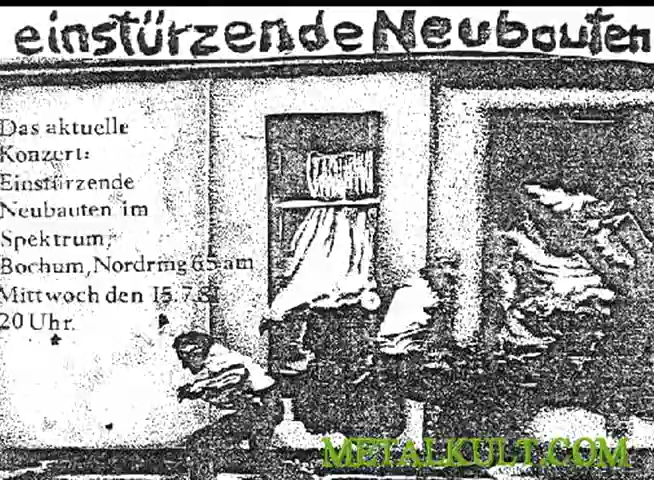 einstürzende Neubauten
Das aktuelle
Konzert:
Einstürzende
Neubauten im
Spektrum,
Bochum, Nordring 65 am
Mittwoch den 15.7.81
20 Uhr.
METALKULT.COM